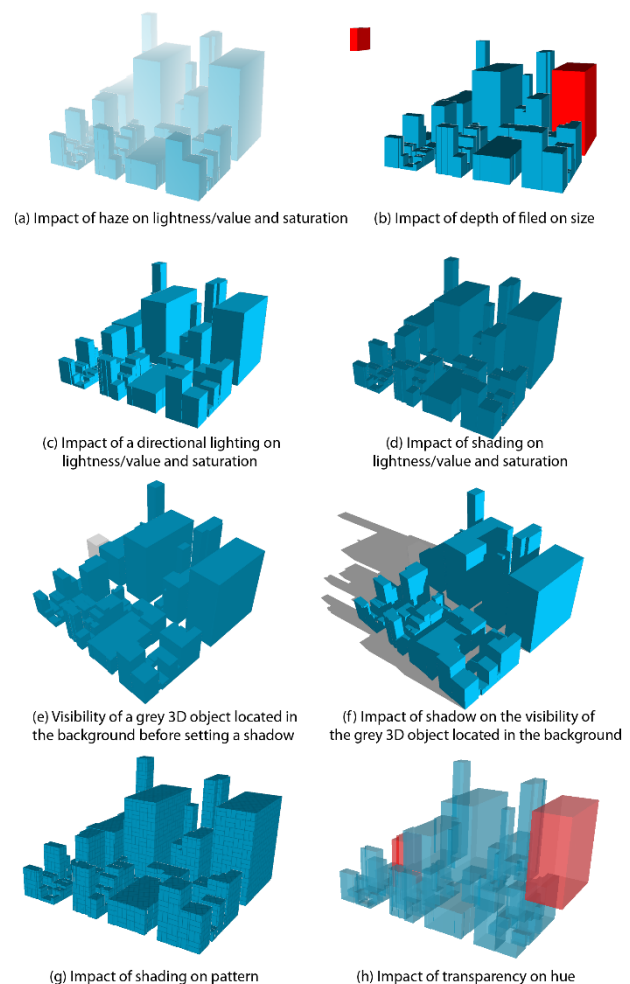 (a) Impact of haze on lightness/value and saturation
(b) Impact of depth of filed on size
(c) Impact of a directional lighting on
lightness/value and saturation
(d) Impact of shading on
lightness/value and saturation
(e) Visibility of a grey 3D object located in
the background before setting a shadow
(f) Impact of shadow on the visibility of
the grey 3D object located in the background
(g) Impact of shading on pattern
(h) Impact of transparency on hue